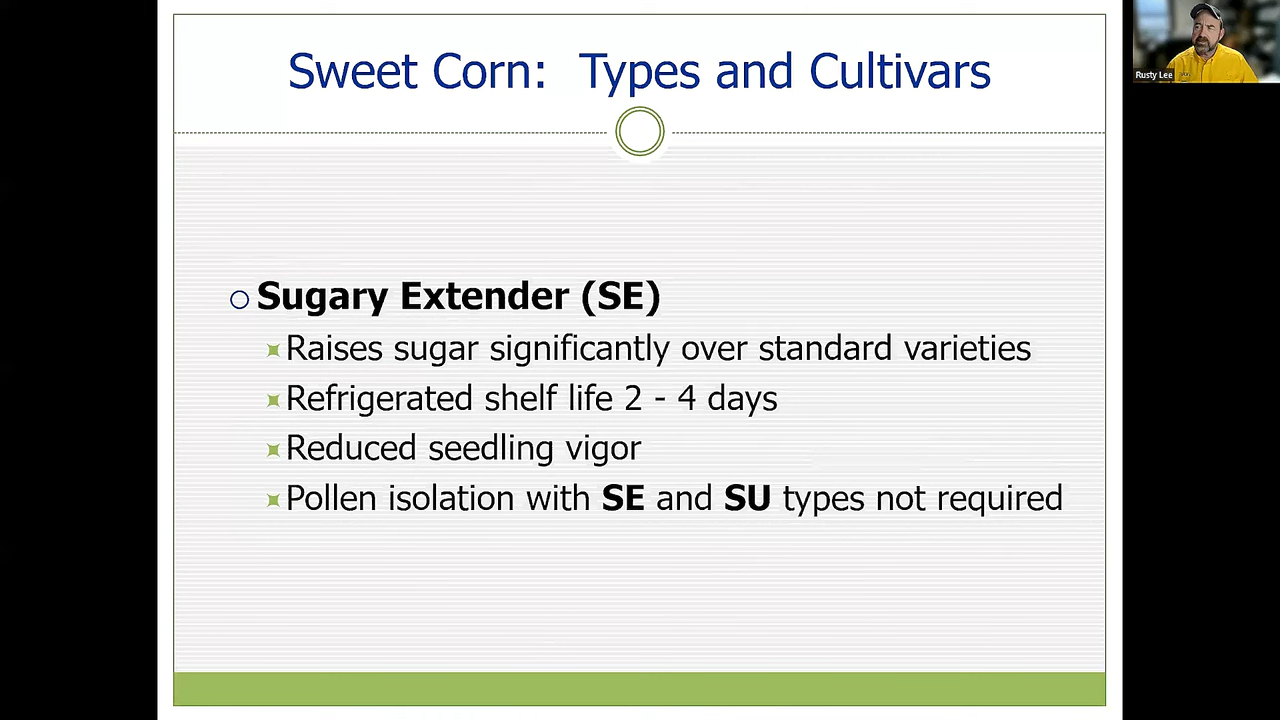 Sweet Corn: Types and Cultivars
Sugary Extender (SE)
Raises sugar significantly over standard varieties
Refrigerated shelf life 2 - 4 days
Reduced seedling vigor
Pollen isolation with SE and SU types not required
Rusty Lee